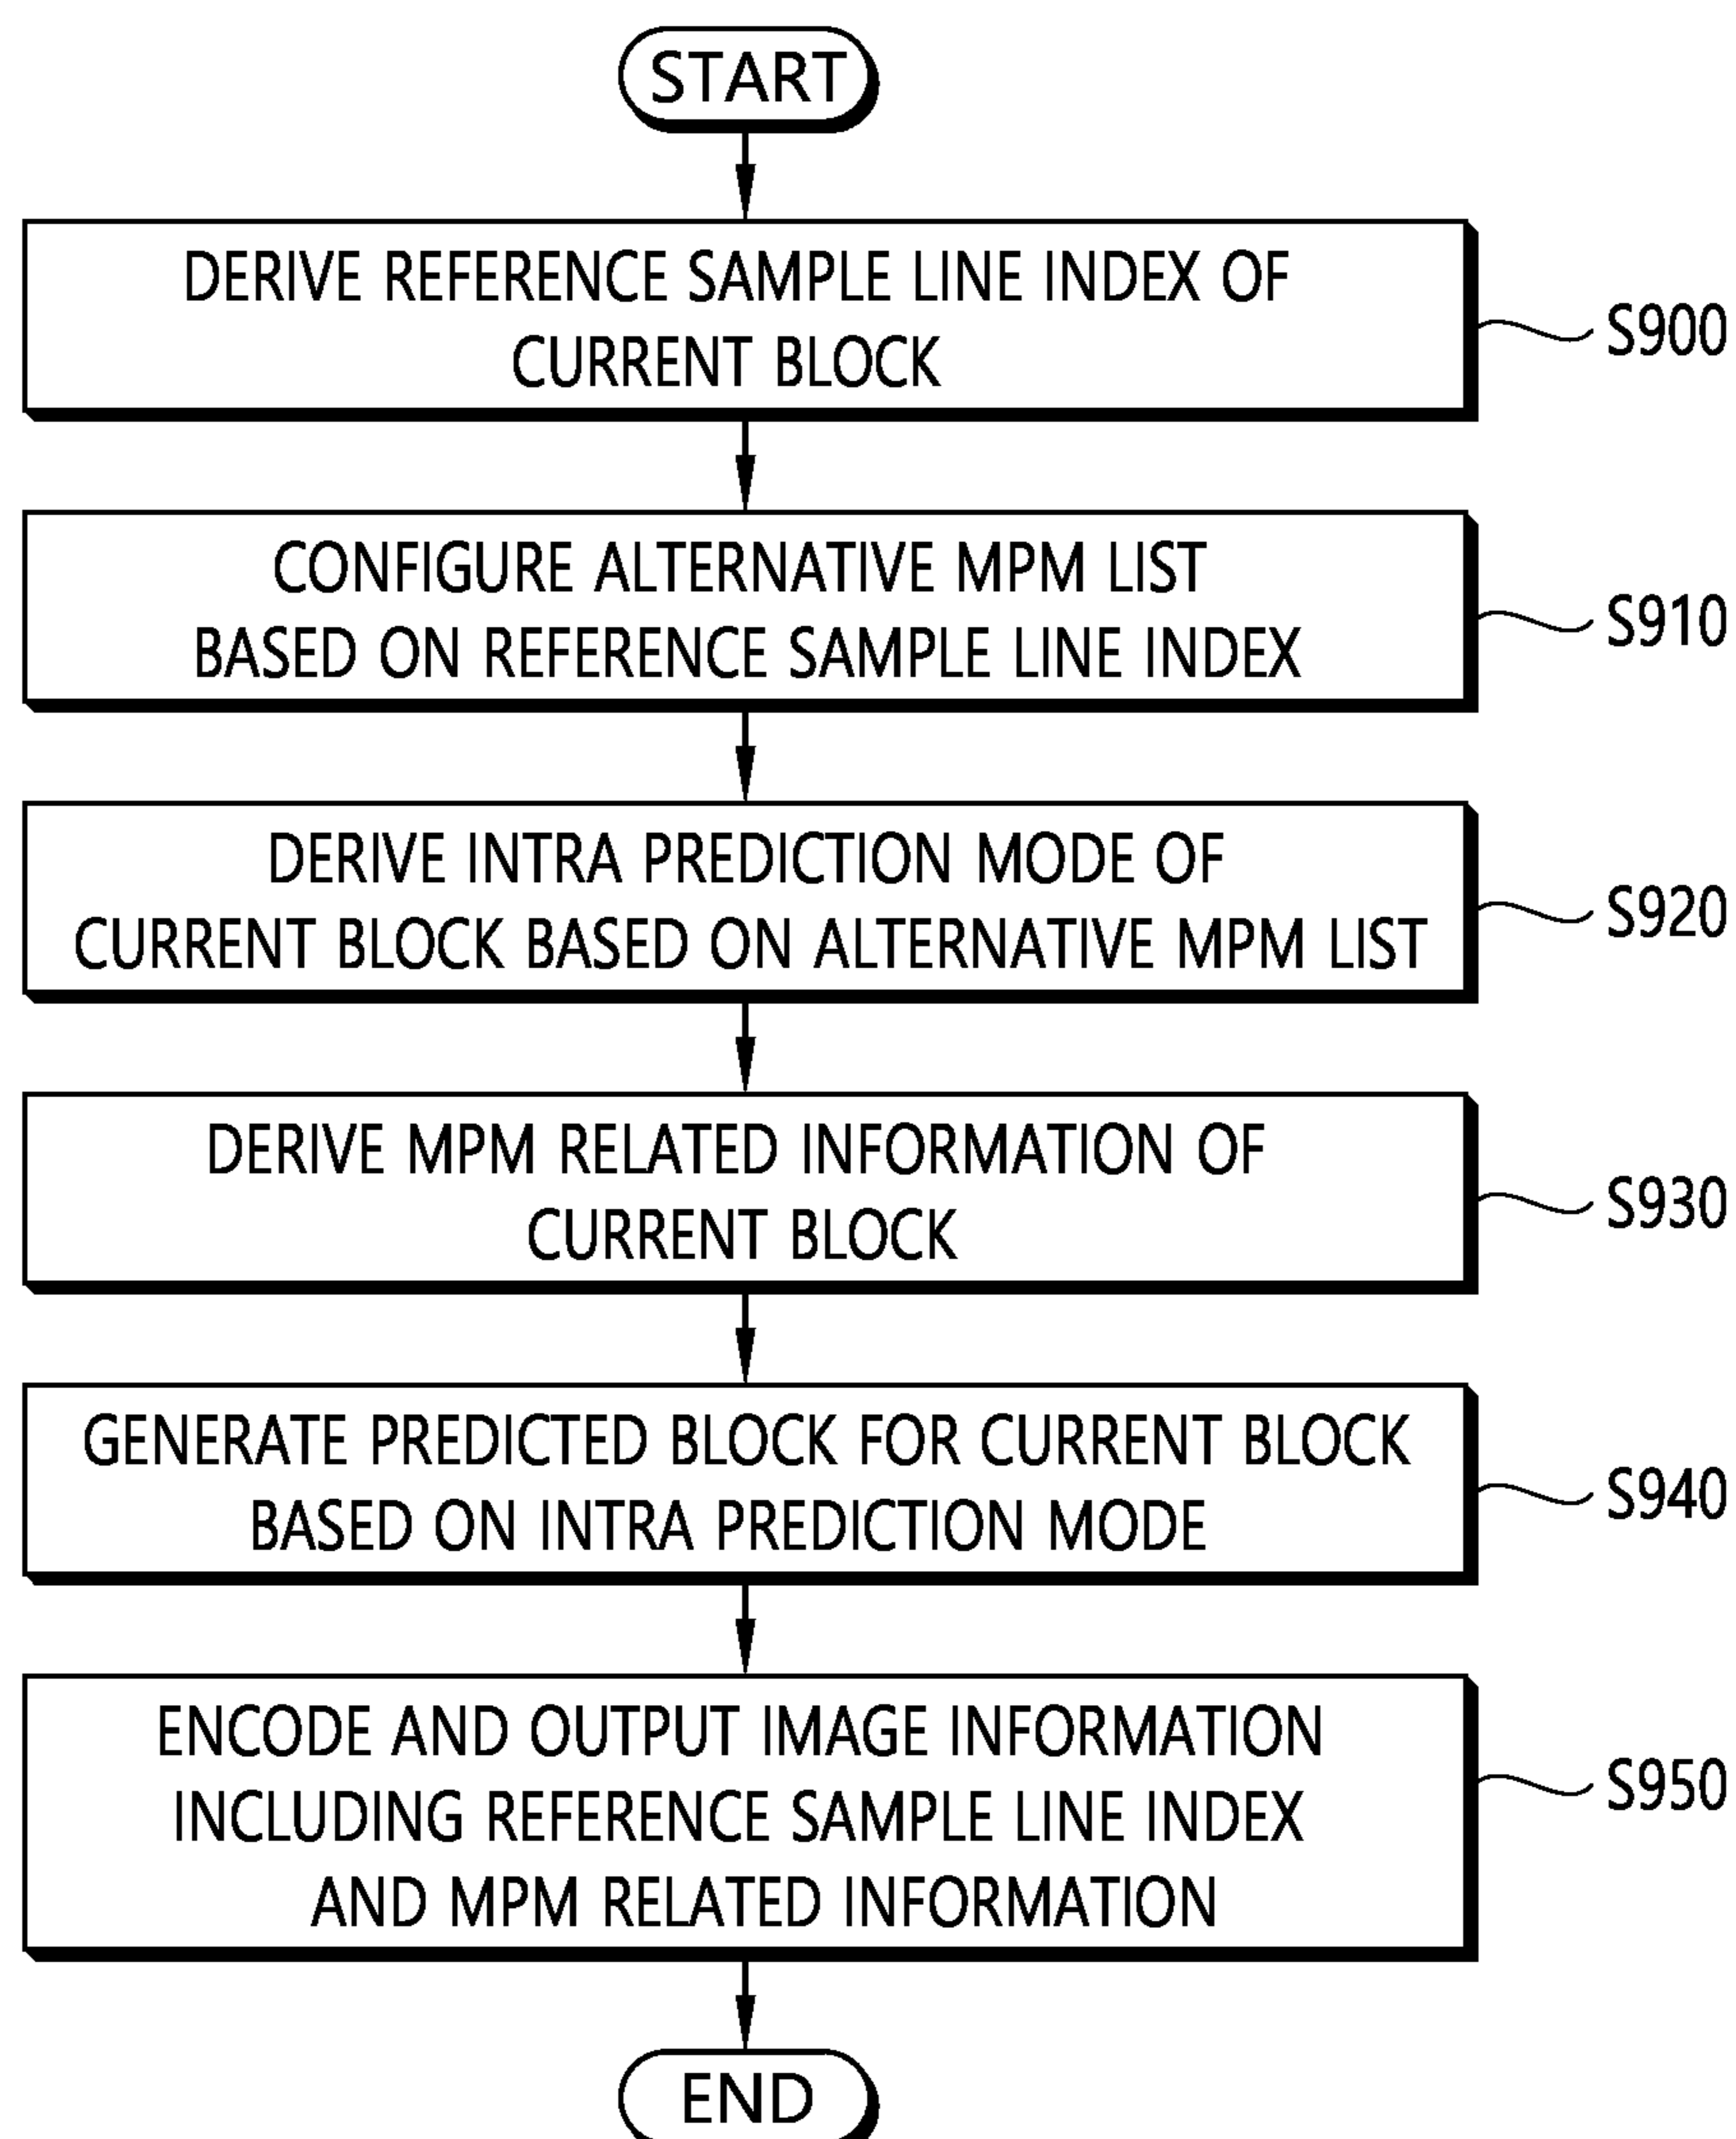 START
DERIVE REFERENCE SAMPLE LINE INDEX OF
CURRENT BLOCK
S900
CONFIGURE ALTERNATIVE MPM LIST
BASED ON REFERENCE SAMPLE LINE INDEX
S910
DERIVE INTRA PREDICTION MODE OF
CURRENT BLOCK BASED ON ALTERNATIVE MPM LIST
S920
DERIVE MPM RELATED INFORMATION OF
CURRENT BLOCK
S930
GENERATE PREDICTED BLOCK FOR CURRENT BLOCK
BASED ON INTRA PREDICTION MODE
S940
ENCODE AND OUTPUT IMAGE INFORMATION
INCLUDING REFERENCE SAMPLE LINE INDEX
AND MPM RELATED INFORMATION
S950
END